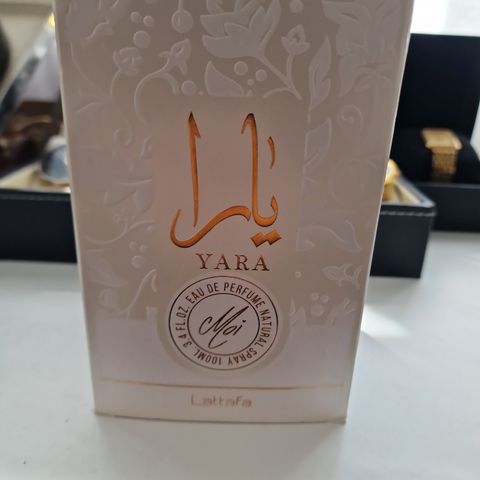 يارا
YARA
EAU DE PERFUME NATURAL SPRAY 100ML 3.4 FL.OZ.
Moi
Lattafa